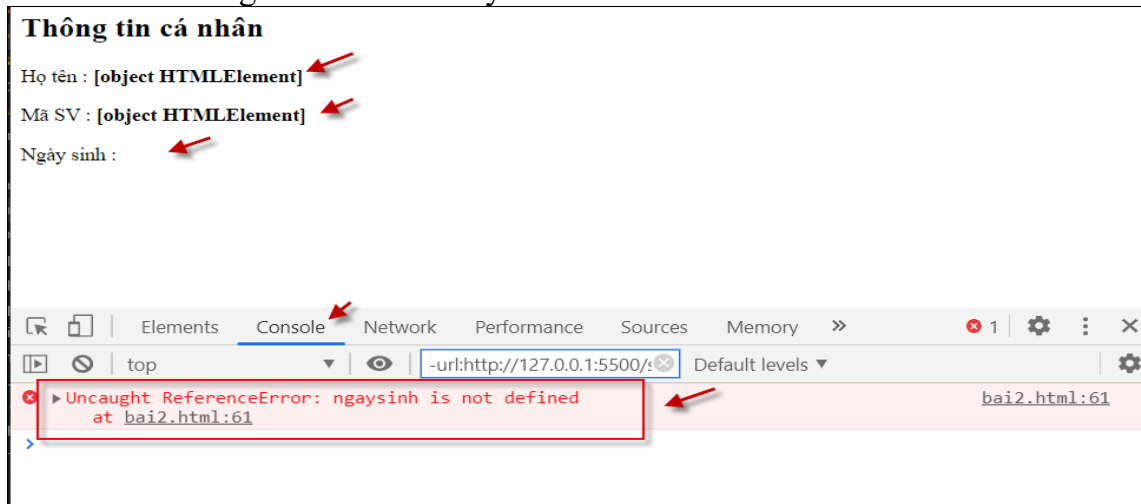 Thông tin cá nhân
Họ tên : [object HTMLElement]
Mã SV : [object HTMLElement]
Ngày sinh :
Elements Console Network Performance Sources Memory » 1
top -url:http://127.0.0.1:5500/s Default levels
Uncaught ReferenceError: ngaysinh is not defined bai2.html:61
at bai2.html:61